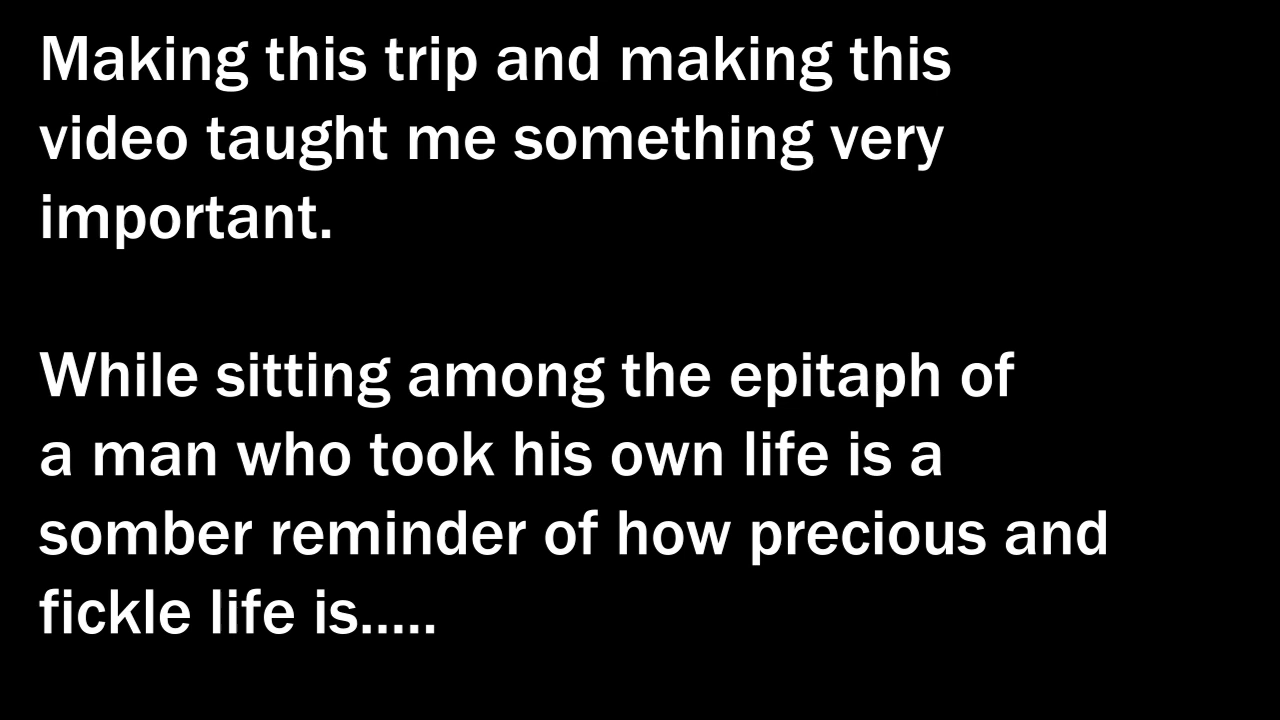 Making this trip and making this
video taught me something very
important.
While sitting among the epitaph of
a man who took his own life is a
somber reminder of how precious and
fickle life is.....